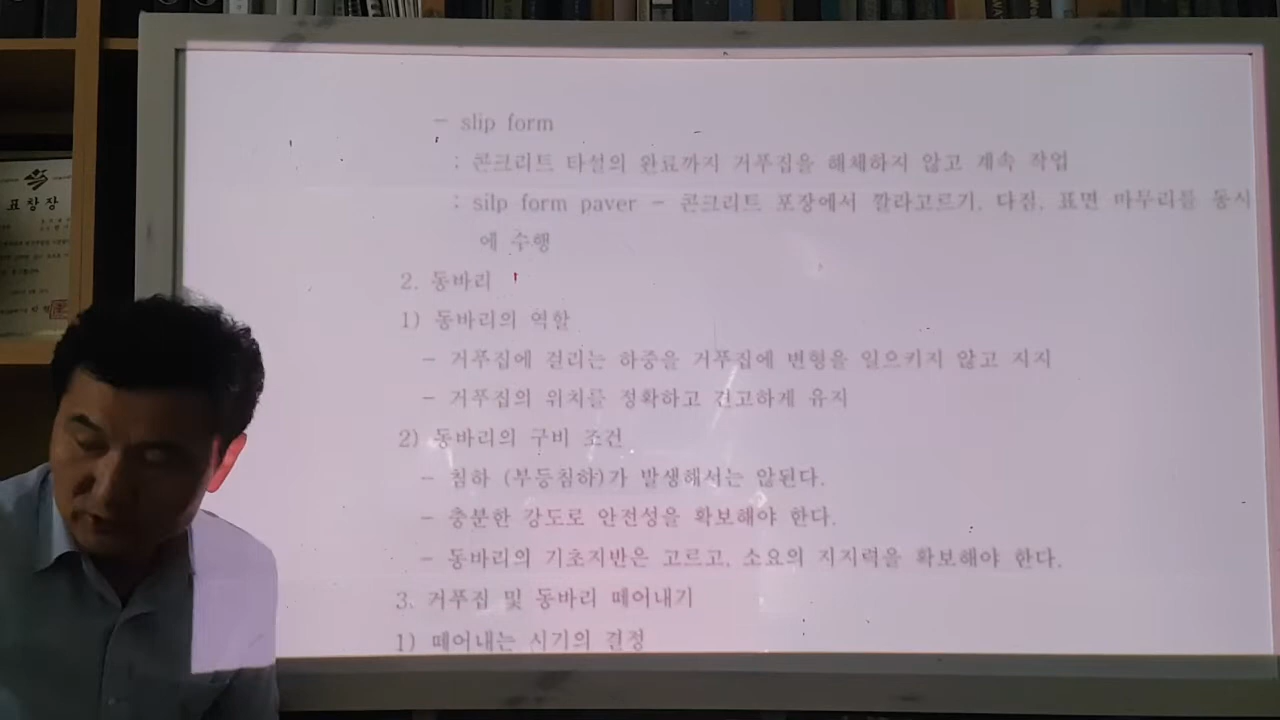 표창장
- slip form
; 콘크리트 타설의 완료까지 거푸집을 해체하지 않고 계속 작업
; silp form paver - 콘크리트 포장에서 깔라고르기, 다짐, 표면 마무리를 동시
에 수행
2. 동바리
1) 동바리의 역할
- 거푸집에 걸리는 하중을 거푸집에 변형을 일으키지 않고 지지
- 거푸집의 위치를 정확하고 견고하게 유지
2) 동바리의 구비 조건
- 침하 (부등침하)가 발생해서는 않된다.
- 충분한 강도로 안전성을 확보해야 한다.
- 동바리의 기초지반은 고르고, 소요의 지지력을 확보해야 한다.
3. 거푸집 및 동바리 떼어내기
1) 떼어내는 시기의 결정